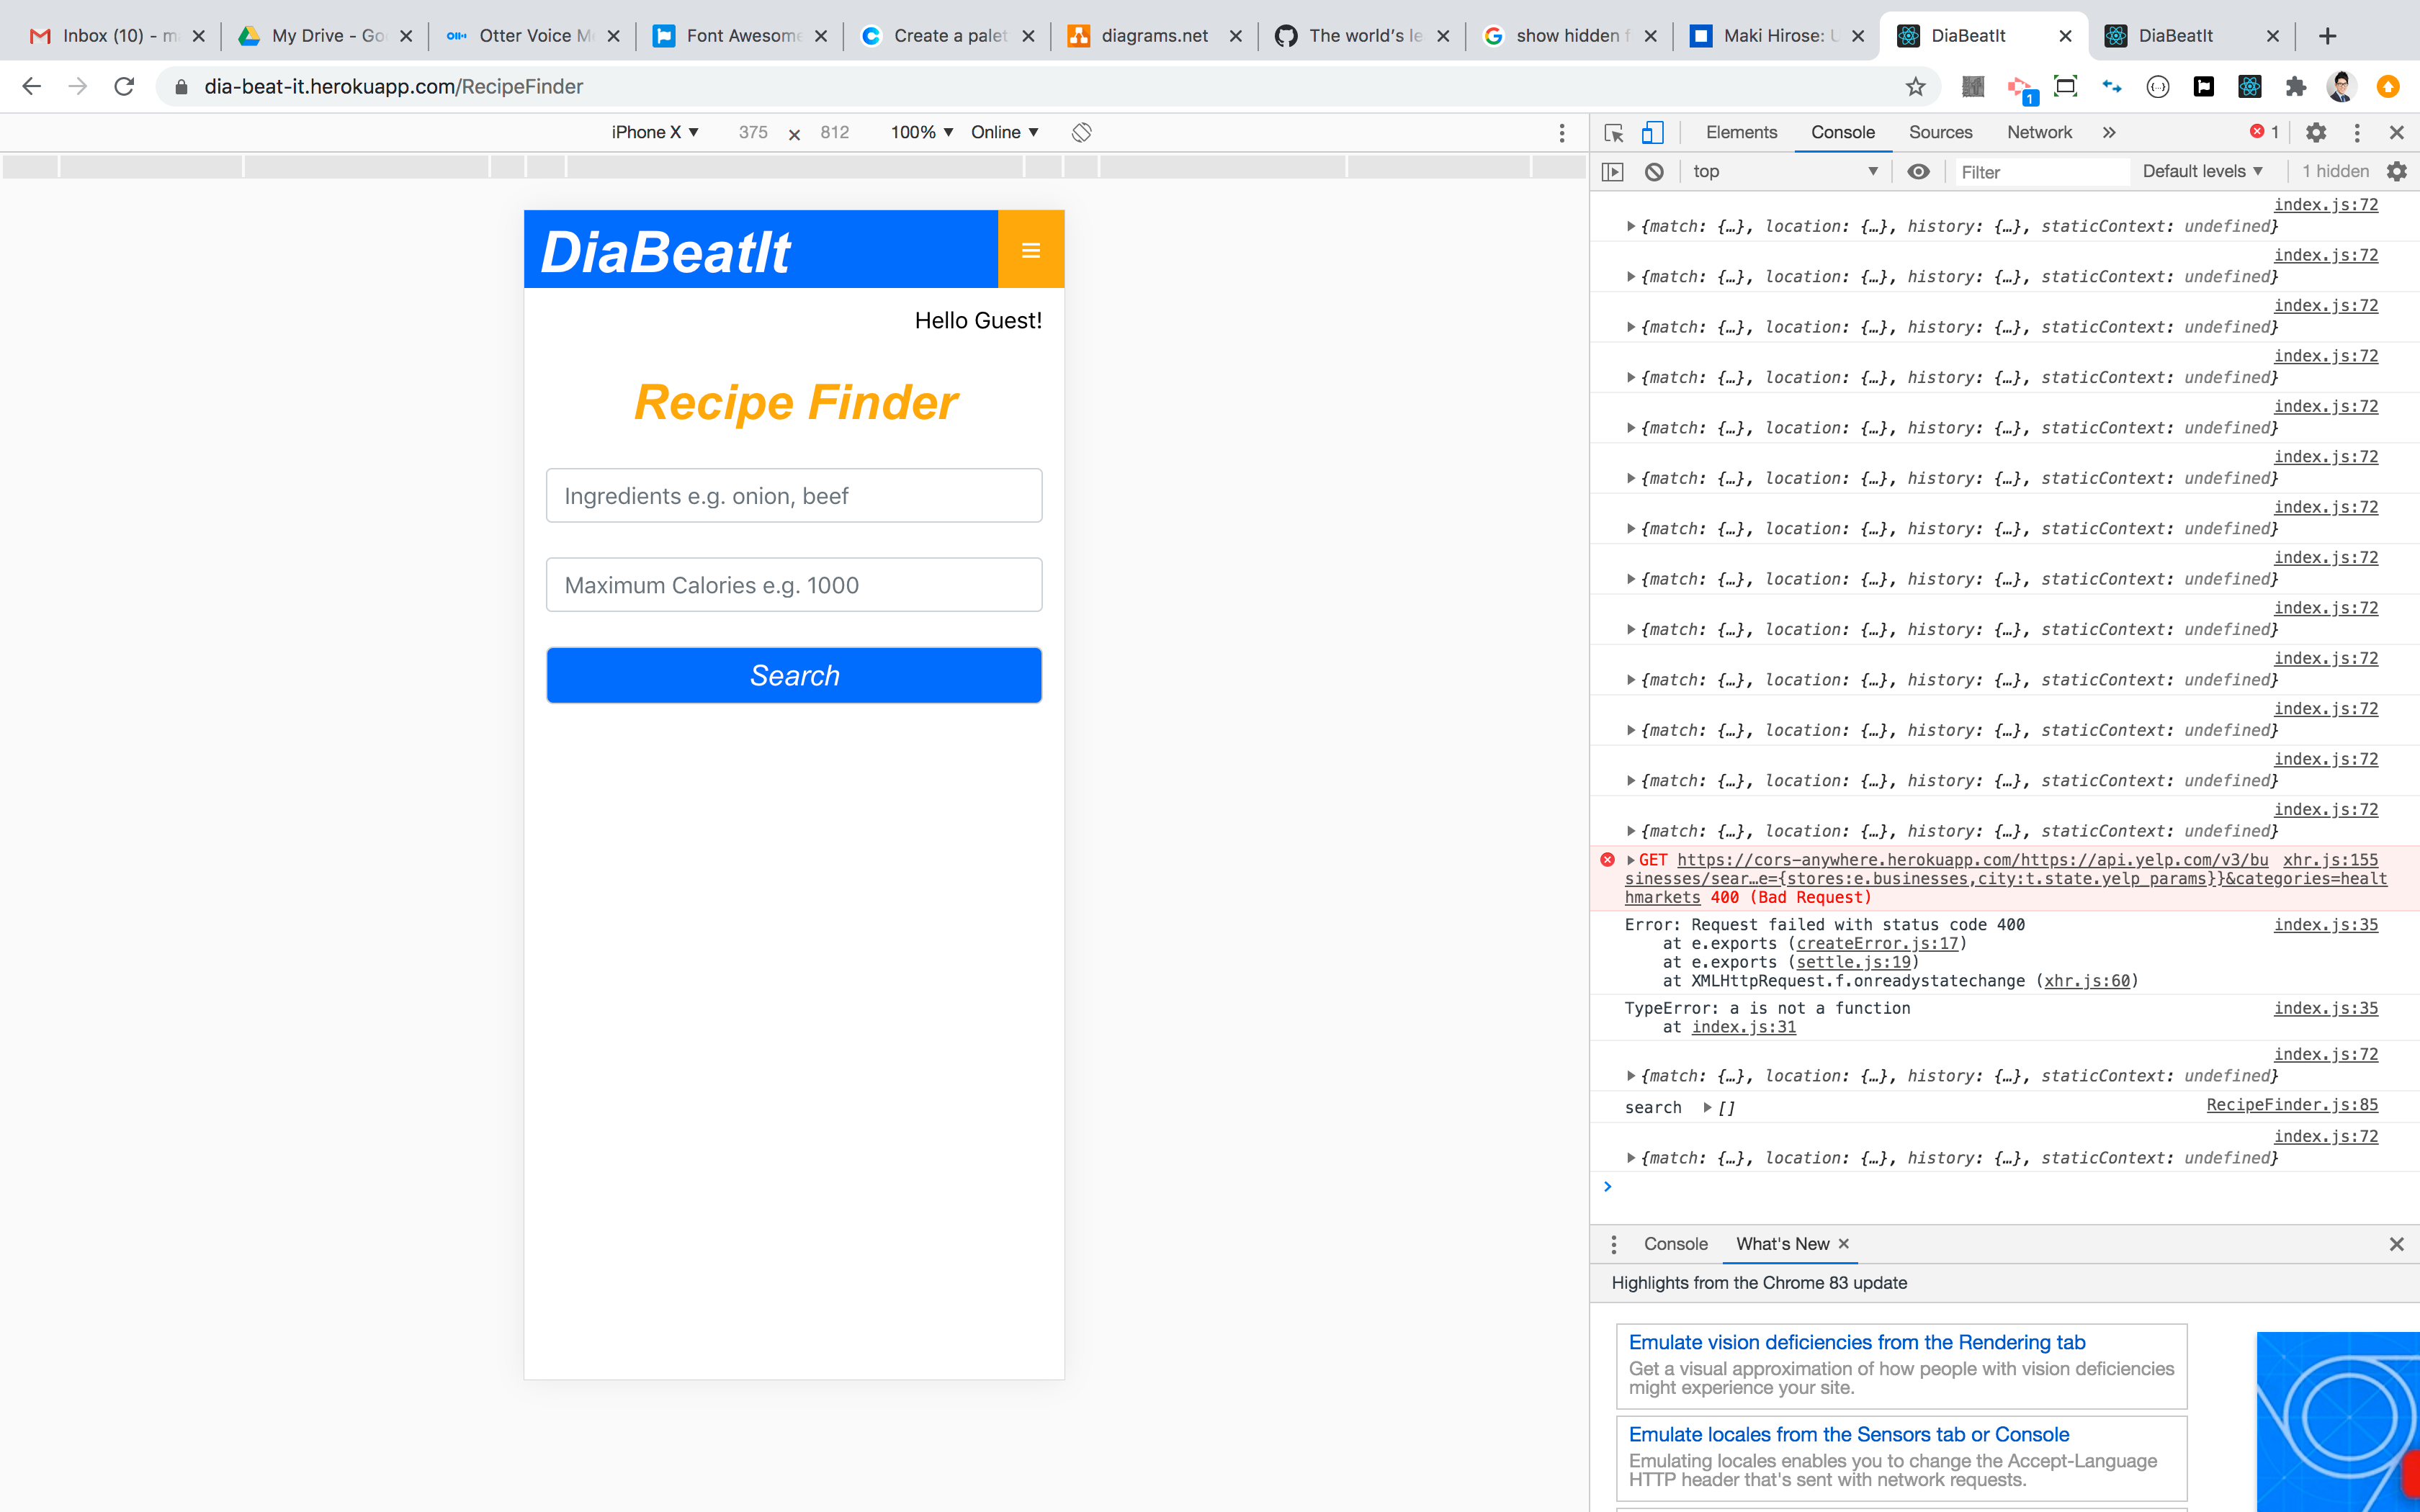 Inbox (10) - m
My Drive - Go
Otter Voice M
Font Awesome
Create a palet
diagrams.net
The world's le
show hidden f
Maki Hirose: U
DiaBeatIt
DiaBeatIt
dia-beat-it.herokuapp.com/RecipeFinder
1
iPhone X ▼ 375 × 812 100% ▼ Online ▼
DiaBeatIt
Hello Guest!
Recipe Finder
Ingredients e.g. onion, beef
Maximum Calories e.g. 1000
Search
Elements Console Sources Network » 1
top Filter Default levels ▼ 1 hidden
index.js:72
{match: {…}, location: {…}, history: {…}, staticContext: undefined}
index.js:72
{match: {…}, location: {…}, history: {…}, staticContext: undefined}
index.js:72
{match: {…}, location: {…}, history: {…}, staticContext: undefined}
index.js:72
{match: {…}, location: {…}, history: {…}, staticContext: undefined}
index.js:72
{match: {…}, location: {…}, history: {…}, staticContext: undefined}
index.js:72
{match: {…}, location: {…}, history: {…}, staticContext: undefined}
index.js:72
{match: {…}, location: {…}, history: {…}, staticContext: undefined}
index.js:72
{match: {…}, location: {…}, history: {…}, staticContext: undefined}
index.js:72
{match: {…}, location: {…}, history: {…}, staticContext: undefined}
index.js:72
{match: {…}, location: {…}, history: {…}, staticContext: undefined}
index.js:72
{match: {…}, location: {…}, history: {…}, staticContext: undefined}
index.js:72
{match: {…}, location: {…}, history: {…}, staticContext: undefined}
index.js:72
{match: {…}, location: {…}, history: {…}, staticContext: undefined}
GET https://cors-anywhere.herokuapp.com/https://api.yelp.com/v3/bu xhr.js:155
sinesses/sear…e={stores:e.businesses,city:t.state.yelp_params}}&categories=healt
hmarkets 400 (Bad Request)
Error: Request failed with status code 400 index.js:35
at e.exports (createError.js:17)
at e.exports (settle.js:19)
at XMLHttpRequest.f.onreadystatechange (xhr.js:60)
TypeError: a is not a function index.js:35
at index.js:31
index.js:72
{match: {…}, location: {…}, history: {…}, staticContext: undefined}
search [] RecipeFinder.js:85
index.js:72
{match: {…}, location: {…}, history: {…}, staticContext: undefined}
Console What's New
Highlights from the Chrome 83 update
Emulate vision deficiencies from the Rendering tab
Get a visual approximation of how people with vision deficiencies
might experience your site.
Emulate locales from the Sensors tab or Console
Emulating locales enables you to change the Accept-Language
HTTP header that's sent with network requests.